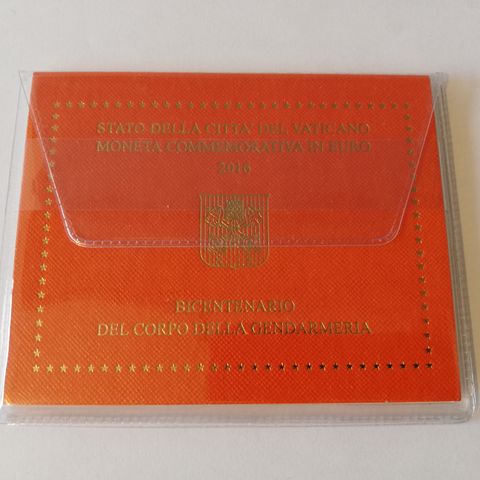 STATO DELLA CITTA' DEL VATICANO
MONETA COMMEMORATIVA IN EURO
2016
BICENTENARIO
DEL CORPO DELLA GENDARMERIA